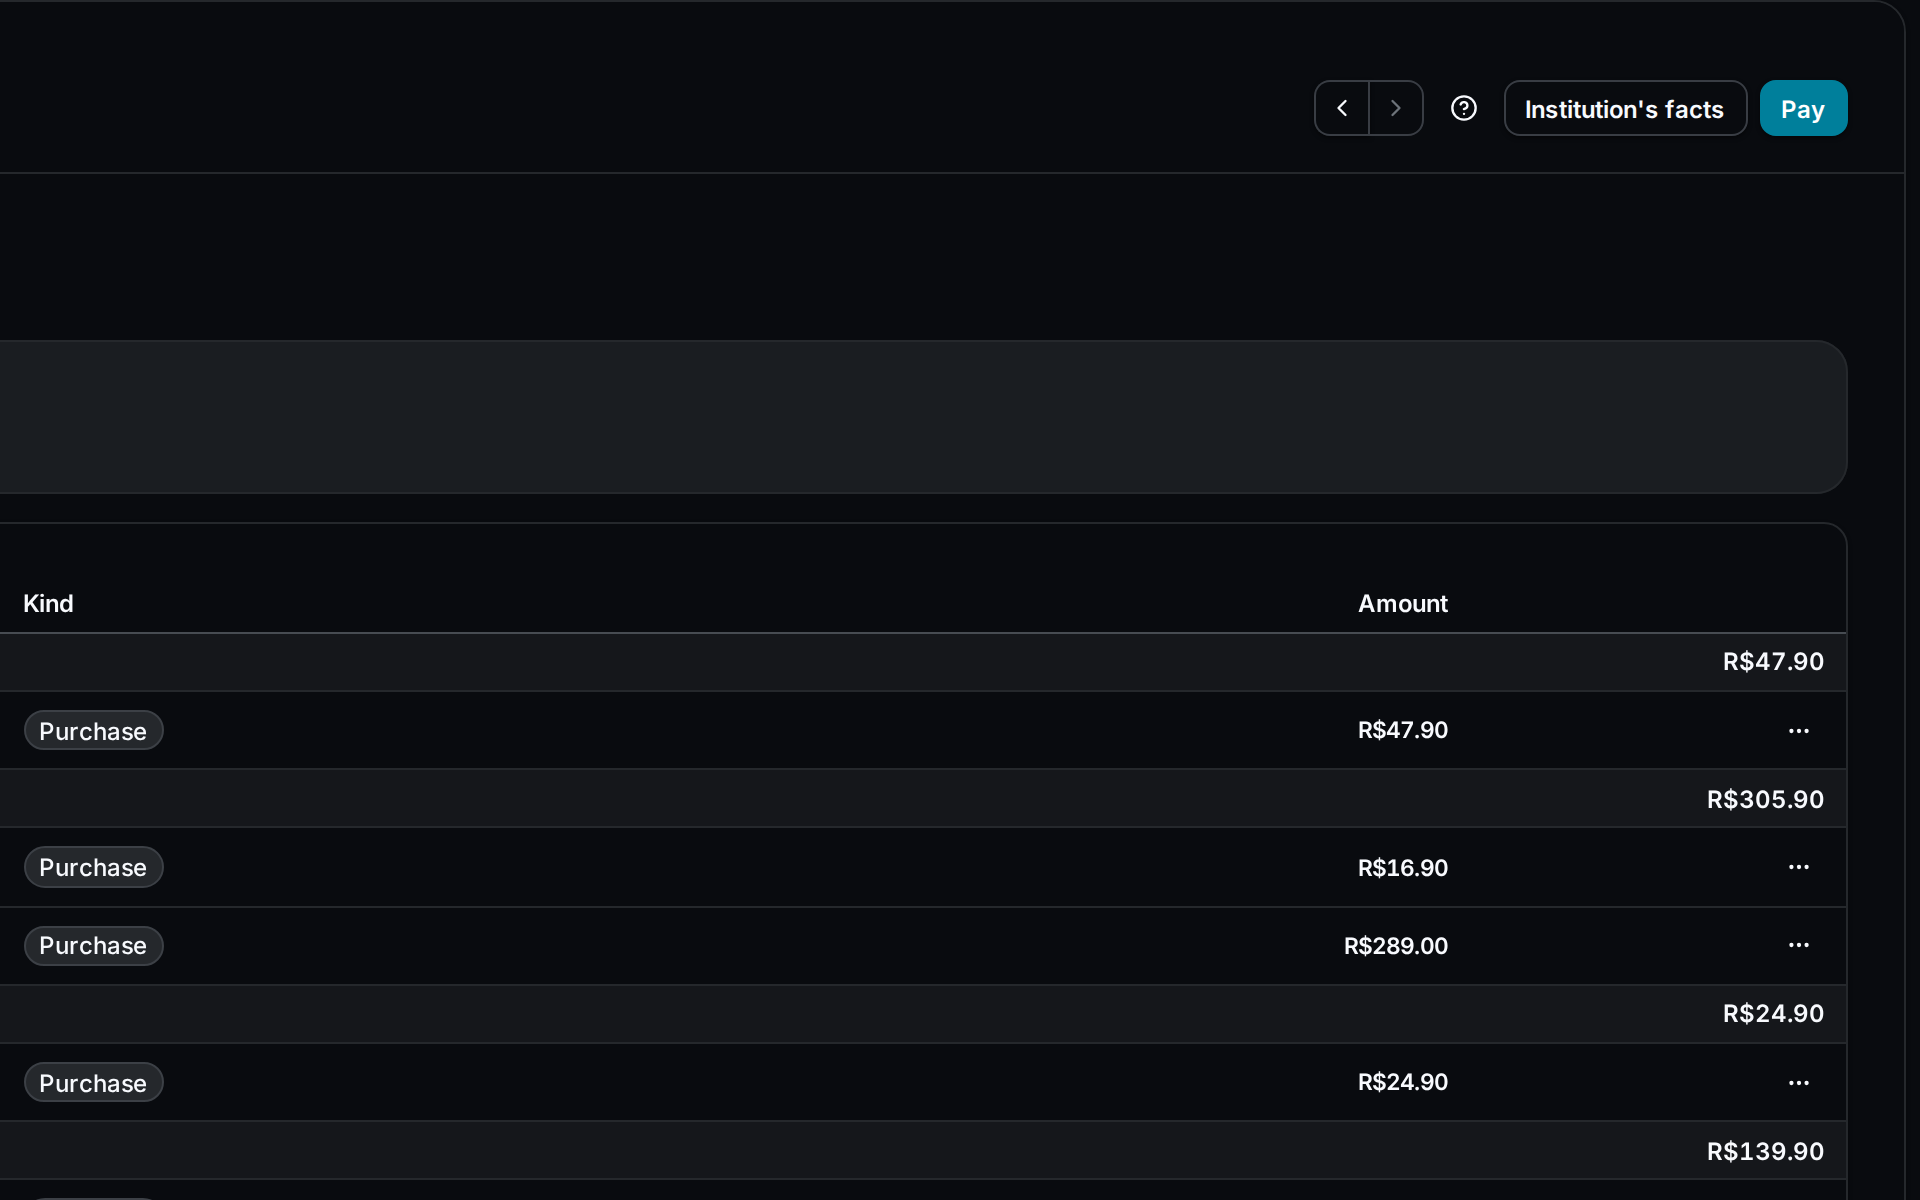 Institution's facts Pay
Kind Amount
R$47.90
Purchase R$47.90
R$305.90
Purchase R$16.90
Purchase R$289.00
R$24.90
Purchase R$24.90
R$139.90